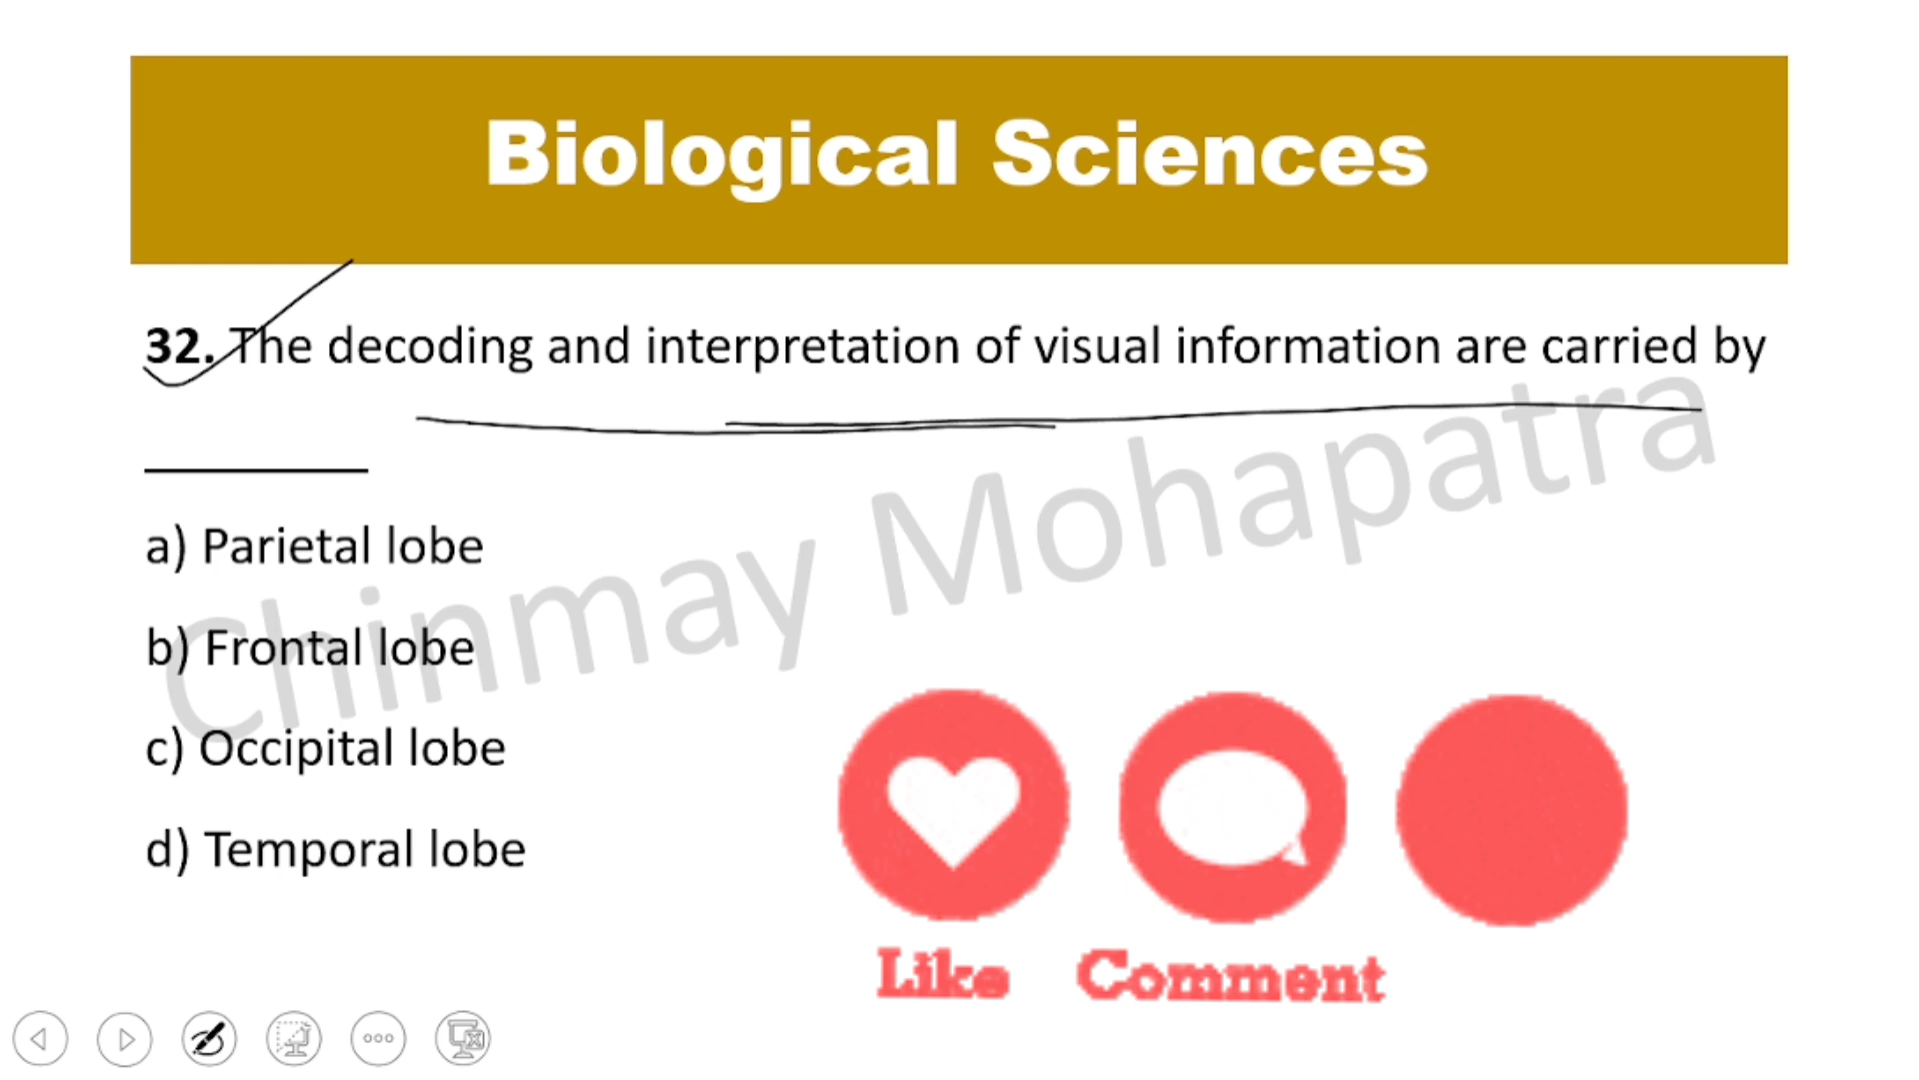 Biological Sciences
32. The decoding and interpretation of visual information are carried by
_________
a) Parietal lobe
b) Frontal lobe
c) Occipital lobe
d) Temporal lobe
Chinmay Mohapatra
Like Comment